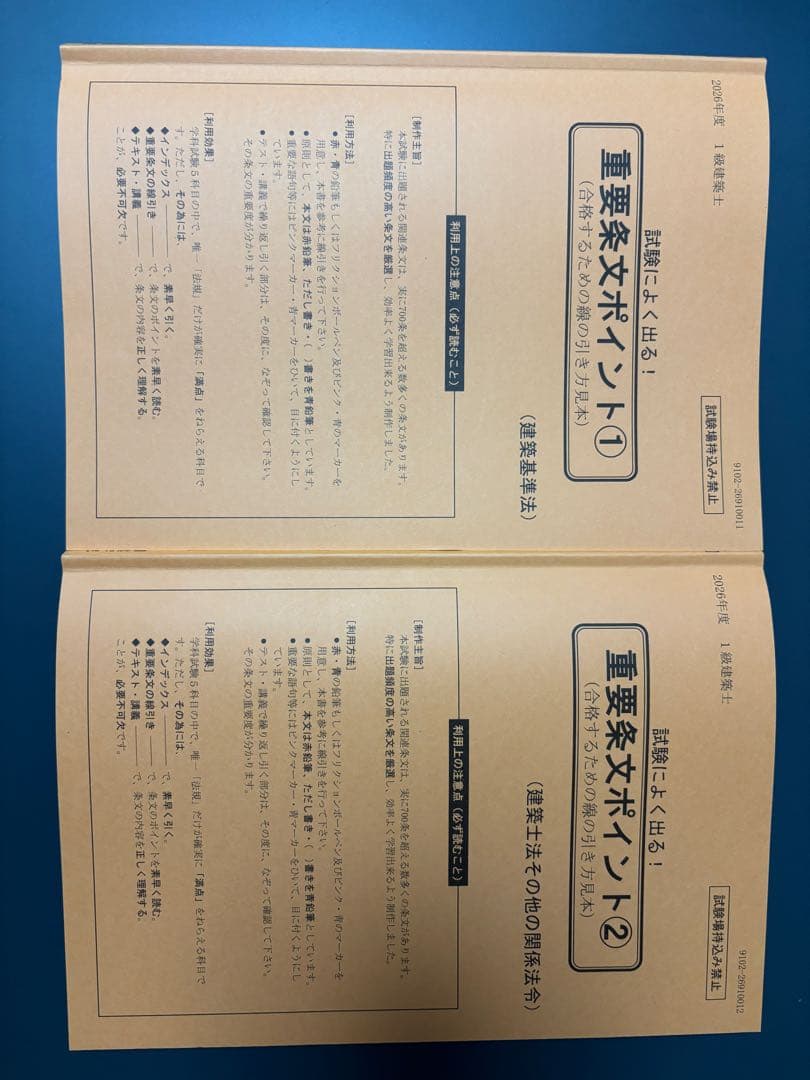 2026年度 1級建築士
9102-26910011
試験場持込み禁止
試験によく出る！
重要条文ポイント①
(合格するための線の引き方見本)
(建築基準法)
利用上の注意点(必ず読むこと)
[制作主旨]
本試験に出題される関連条文は、実に700条を超える数多くの条文があります。
特に出題頻度の高い条文を厳選し、効率よく学習出来るよう制作しました。
[利用方法]
●赤・青の鉛筆もしくはフリクションボールペン及びピンク・青のマーカーを
用意し、本書を参考に線引きを行って下さい。
●原則として、本文は赤鉛筆、ただし書き・( )書きを青鉛筆としています。
●重要な語句等にはピンクマーカー・青マーカーをひいて、目に付くようにし
ています。
●テスト・講義で繰り返し引く部分は、その度に、なぞって確認して下さい。
その条文の重要度が分かります。
[利用効果]
学科試験5科目の中で、唯一「法規」だけが確実に「満点」をねらえる科目で
す。ただし、その為には、
◆インデックス で、素早く引く。
◆重要条文の線引き で、条文のポイントを素早く読む。
◆テキスト・講義 で、条文の内容を正しく理解する。
ことが、必要不可欠です。
2026年度 1級建築士
9102-26910012
試験場持込み禁止
試験によく出る！
重要条文ポイント②
(合格するための線の引き方見本)
(建築士法その他の関係法令)
利用上の注意点(必ず読むこと)
[制作主旨]
本試験に出題される関連条文は、実に700条を超える数多くの条文があります。
特に出題頻度の高い条文を厳選し、効率よく学習出来るよう制作しました。
[利用方法]
●赤・青の鉛筆もしくはフリクションボールペン及びピンク・青のマーカーを
用意し、本書を参考に線引きを行って下さい。
●原則として、本文は赤鉛筆、ただし書き・( )書きを青鉛筆としています。
●重要な語句等にはピンクマーカー・青マーカーをひいて、目に付くようにし
ています。
●テスト・講義で繰り返し引く部分は、その度に、なぞって確認して下さい。
その条文の重要度が分かります。
[利用効果]
学科試験5科目の中で、唯一「法規」だけが確実に「満点」をねらえる科目で
す。ただし、その為には、
◆インデックス で、素早く引く。
◆重要条文の線引き で、条文のポイントを素早く読む。
◆テキスト・講義 で、条文の内容を正しく理解する。
ことが、必要不可欠です。